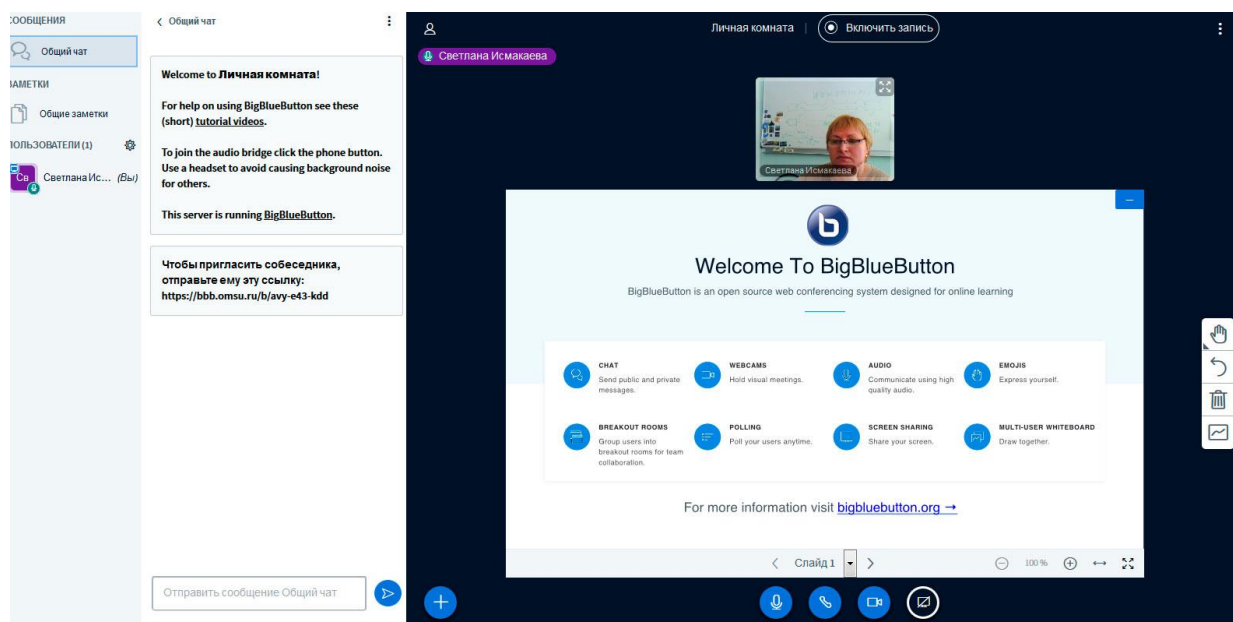 СООБЩЕНИЯ
Общий чат
ЗАМЕТКИ
Общие заметки
ПОЛЬЗОВАТЕЛИ (1)
Св
Светлана Ис... (Вы)
Общий чат
Welcome to Личная комната!
For help on using BigBlueButton see these
(short) tutorial videos.
To join the audio bridge click the phone button.
Use a headset to avoid causing background noise
for others.
This server is running BigBlueButton.
Чтобы пригласить собеседника,
отправьте ему эту ссылку:
https://bbb.omsu.ru/b/avy-e43-kdd
Отправить сообщение Общий чат
Личная комната
Включить запись
Светлана Исмакаева
Светлана Исмакаева
b
Welcome To BigBlueButton
BigBlueButton is an open source web conferencing system designed for online learning
CHAT
Send public and private
messages.
WEBCAMS
Hold visual meetings.
AUDIO
Communicate using high
quality audio.
EMOJIS
Express yourself.
BREAKOUT ROOMS
Group users into
breakout rooms for team
collaboration.
POLLING
Poll your users anytime.
SCREEN SHARING
Share your screen.
MULTI-USER WHITEBOARD
Draw together.
For more information visit bigbluebutton.org →
Слайд 1
100%